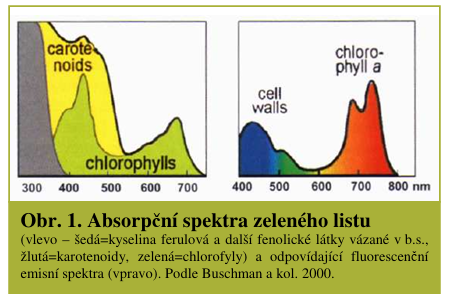 carote-
noids
chlorophylls
300 400 500 600 700
cell
walls
chloro-
phyll a
400 500 600 700 800 nm
Obr. 1. Absorpční spektra zeleného listu
(vlevo – šedá=kyselina ferulová a další fenolické látky vázané v b.s.,
žlutá=karotenoidy, zelená=chlorofyly) a odpovídající fluorescenční
emisní spektra (vpravo). Podle Buschman a kol. 2000.